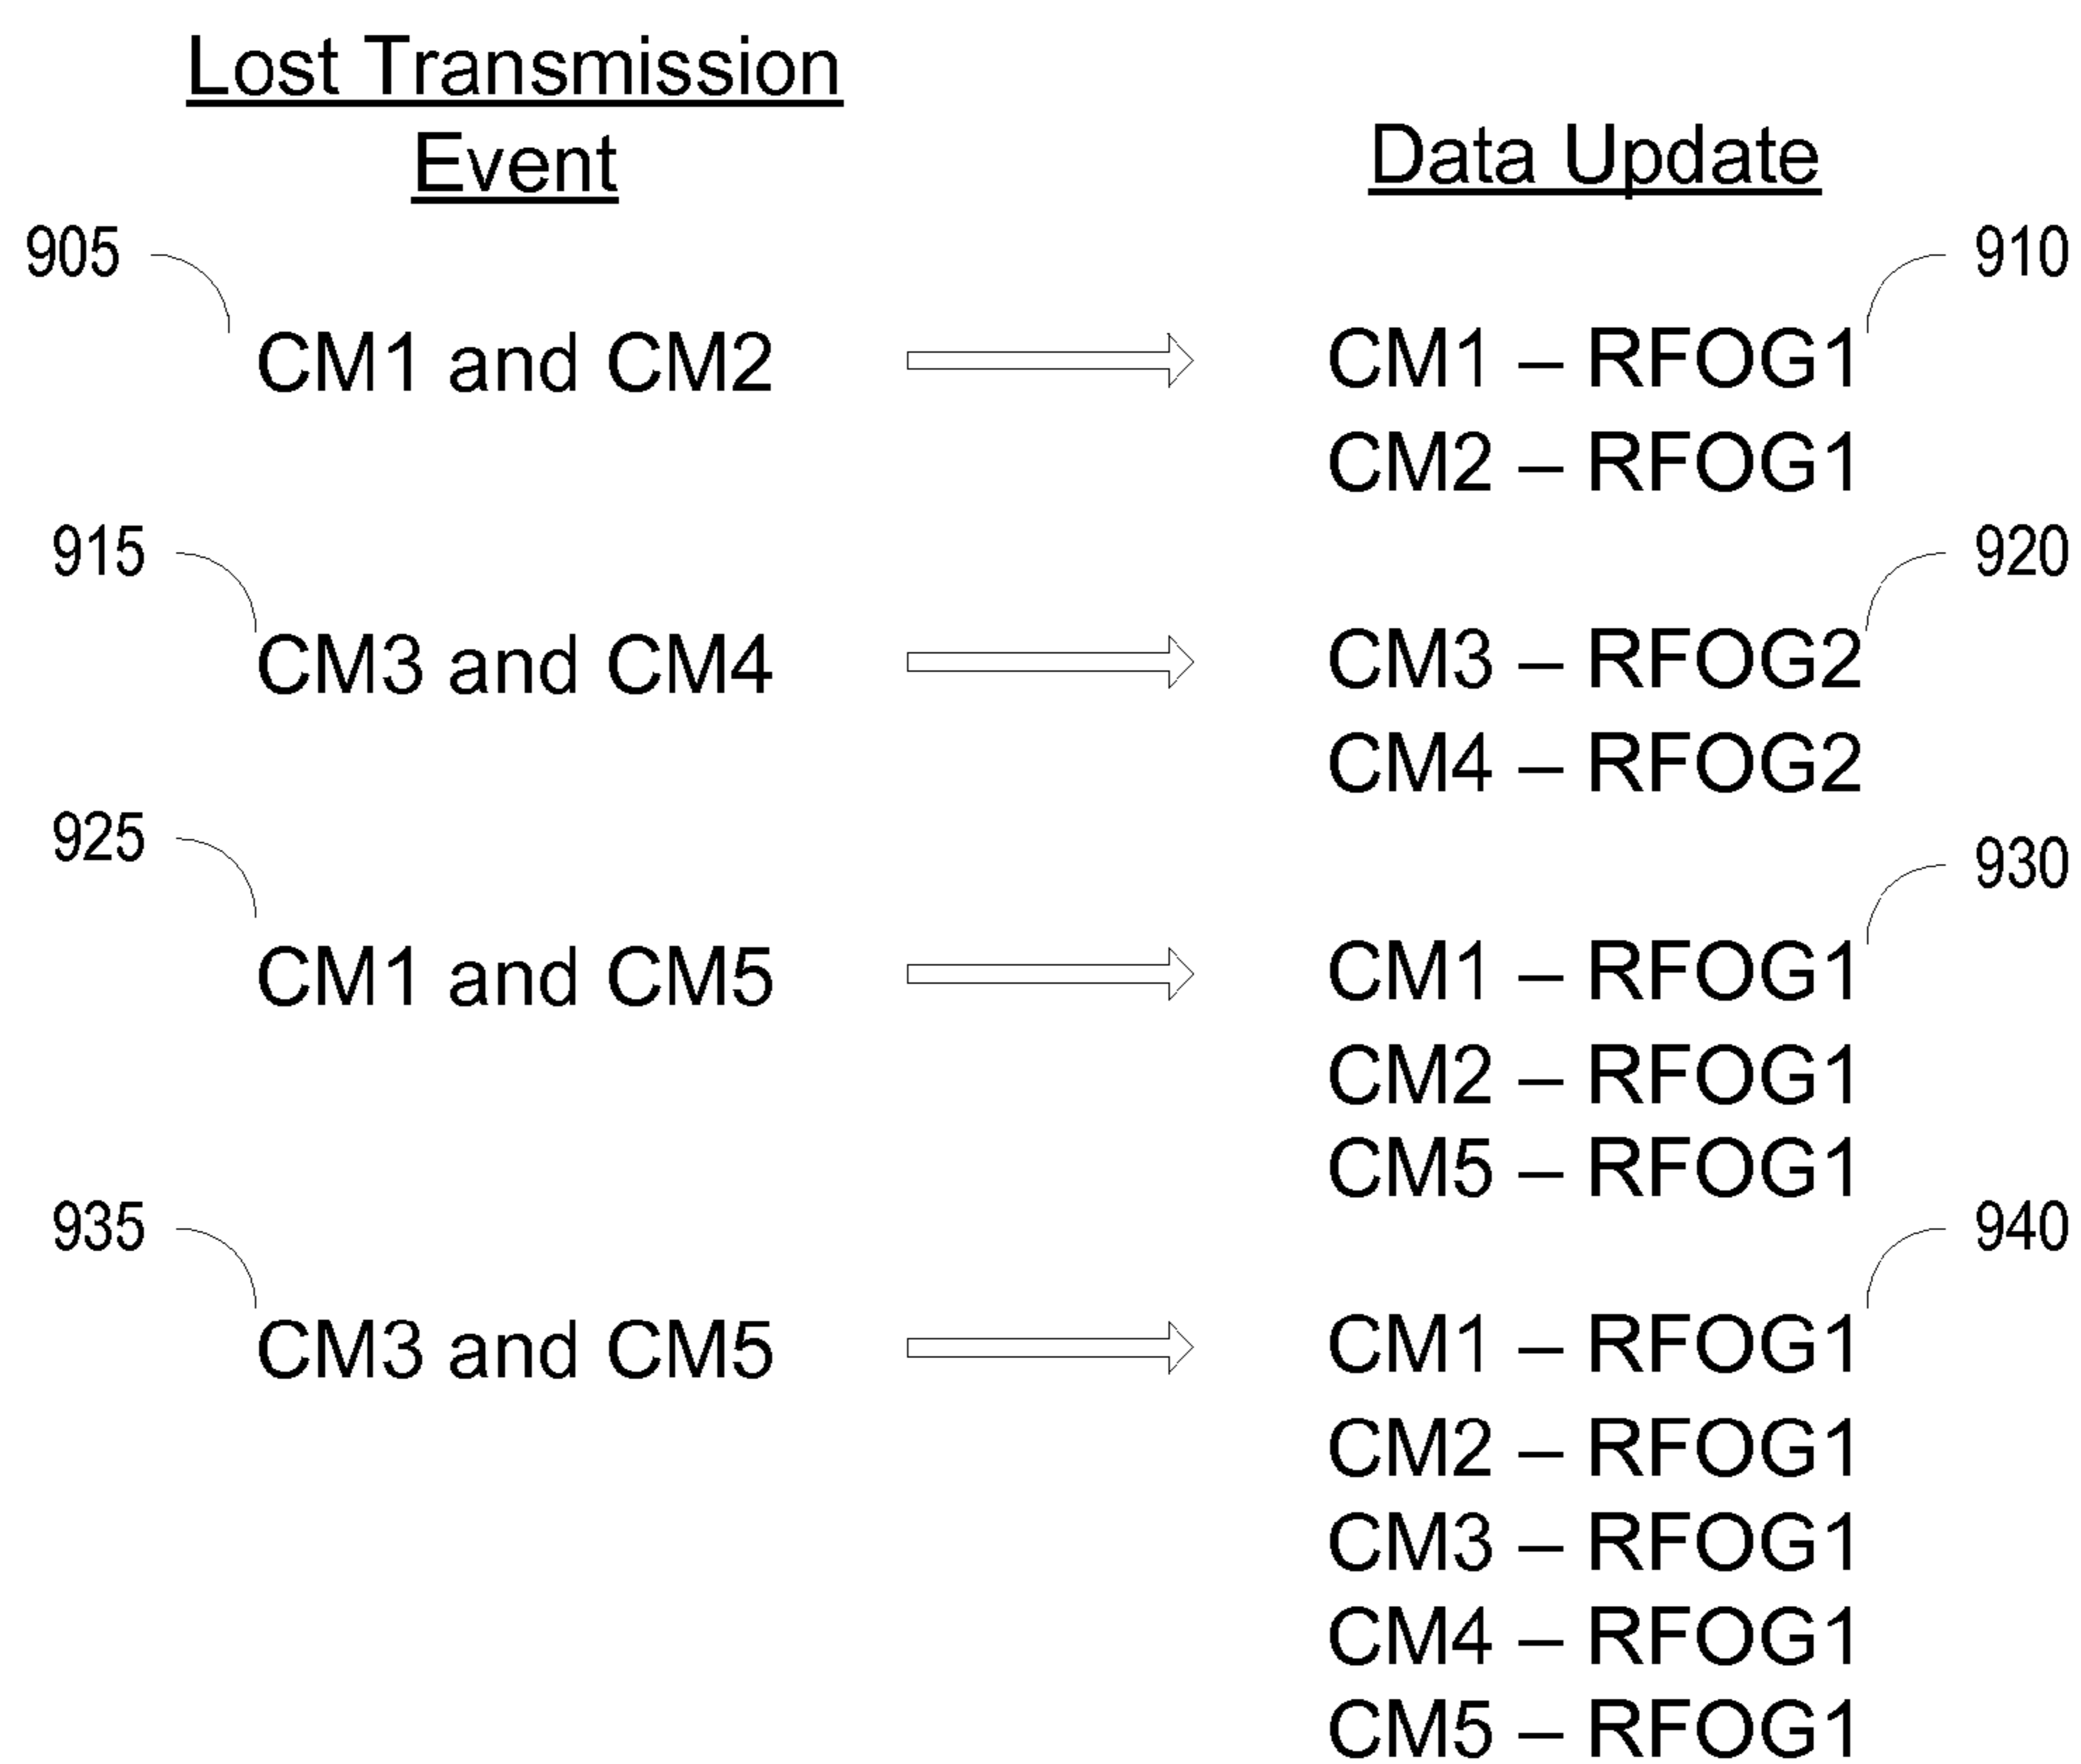 Lost Transmission
Event
Data Update
905
910
CM1 and CM2
CM1 – RFOG1
CM2 – RFOG1
915
920
CM3 and CM4
CM3 – RFOG2
CM4 – RFOG2
925
930
CM1 and CM5
CM1 – RFOG1
CM2 – RFOG1
CM5 – RFOG1
935
940
CM3 and CM5
CM1 – RFOG1
CM2 – RFOG1
CM3 – RFOG1
CM4 – RFOG1
CM5 – RFOG1